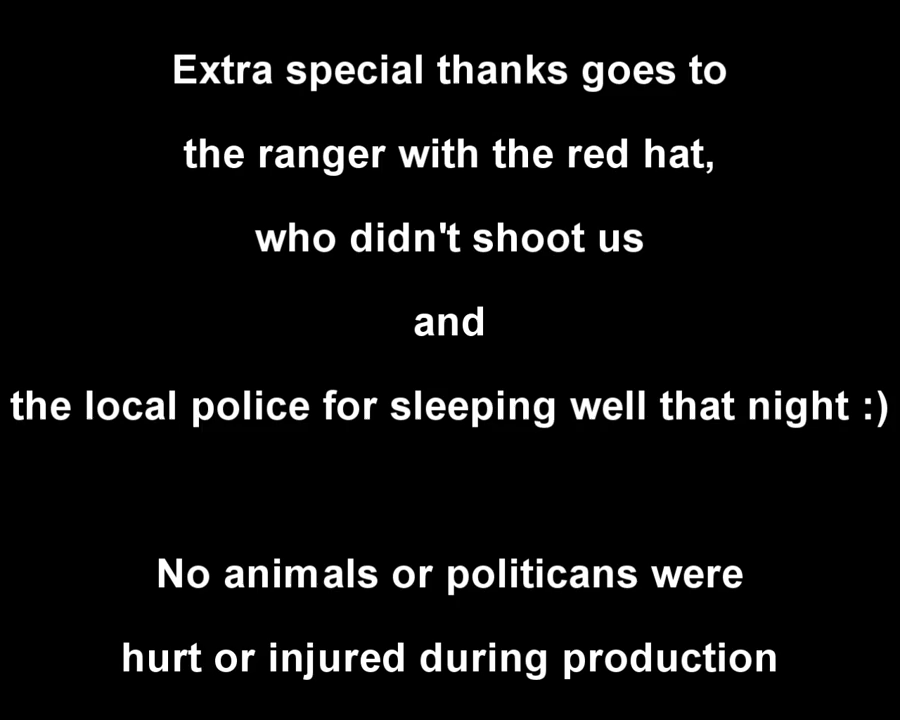 Extra special thanks goes to
the ranger with the red hat,
who didn't shoot us
and
the local police for sleeping well that night :)
No animals or politicans were
hurt or injured during production